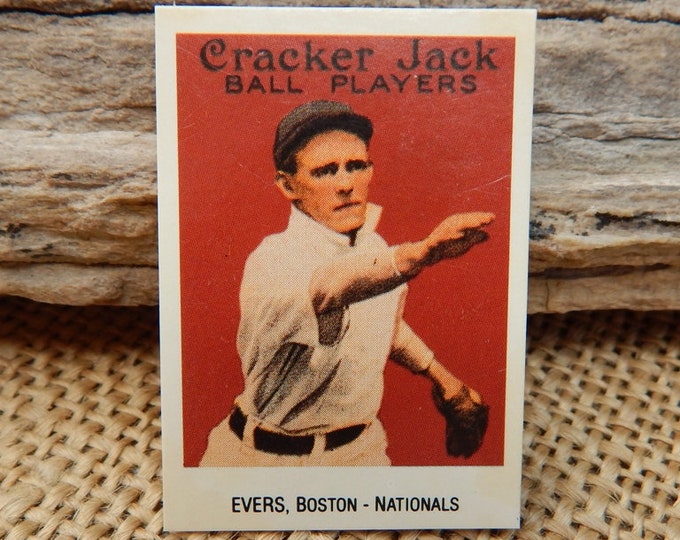 Cracker Jack
BALL PLAYERS
EVERS, BOSTON - NATIONALS